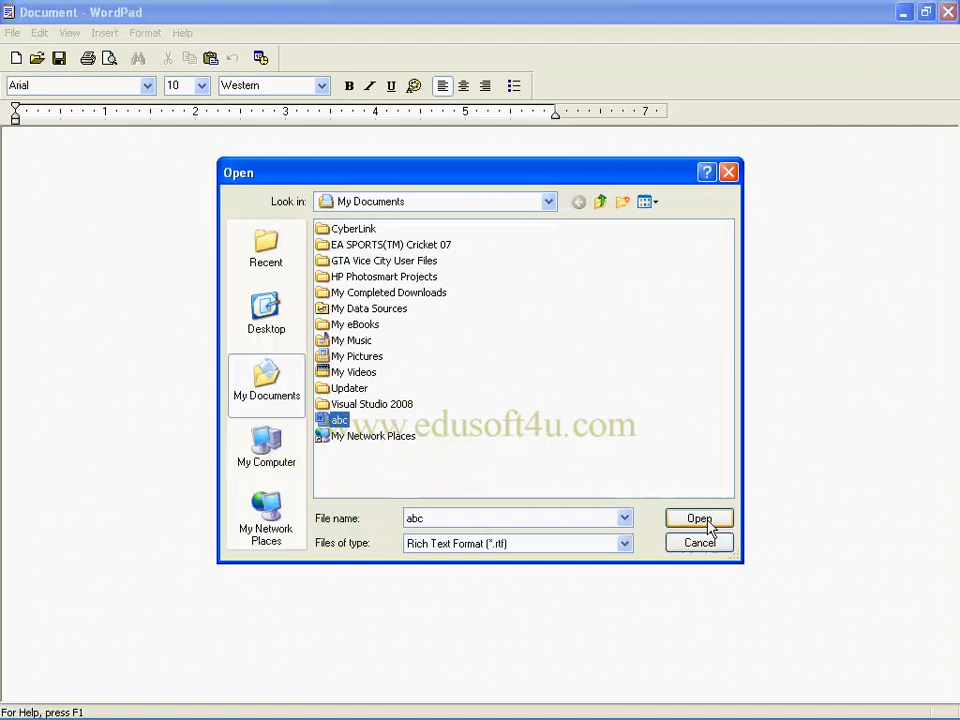 Document - WordPad
File Edit View Insert Format Help
Arial 10 Western B I U
1 2 3 4 5 7
Open ?
Look in: My Documents
CyberLink
EA SPORTS(TM) Cricket 07
GTA Vice City User Files
HP Photosmart Projects
My Completed Downloads
My Data Sources
My eBooks
My Music
My Pictures
My Videos
Updater
Visual Studio 2008
abc
My Network Places
Recent
Desktop
My Documents
My Computer
My Network
Places
www.edusoft4u.com
File name: abc Open
Files of type: Rich Text Format (*.rtf) Cancel
For Help, press F1